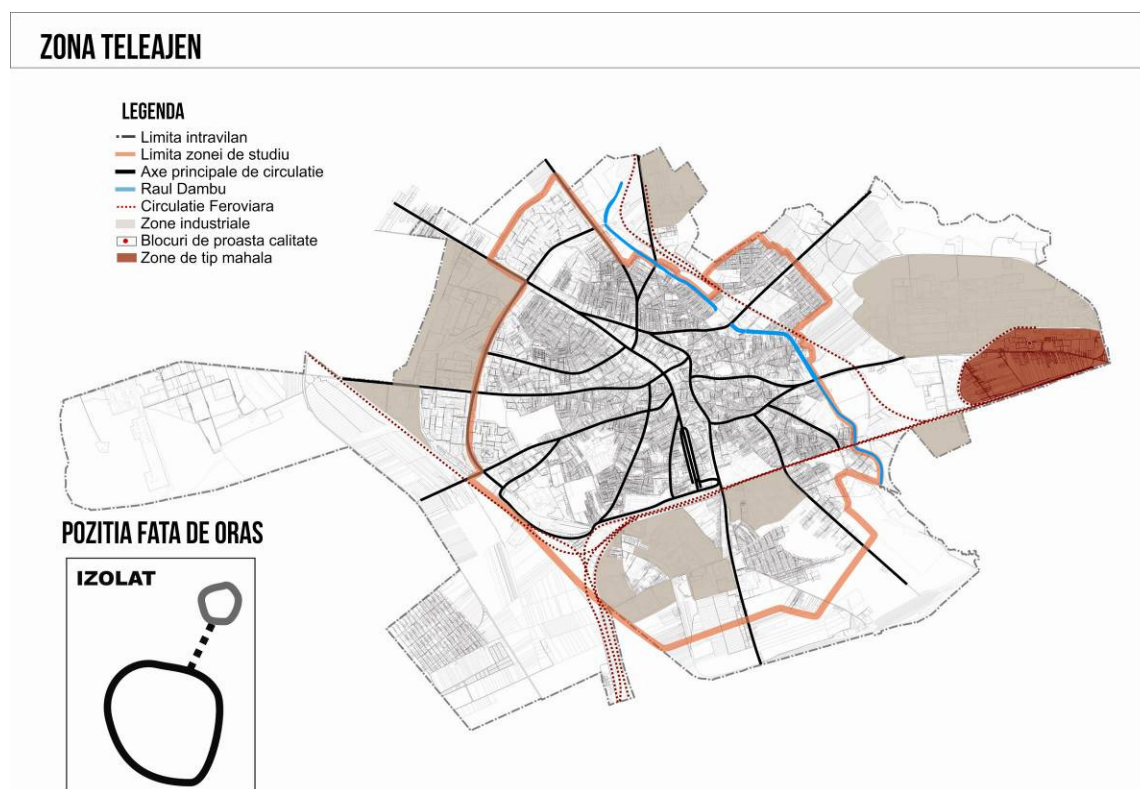 ZONA TELEAJEN
LEGENDA
Limita intravilan
Limita zonei de studiu
Axe principale de circulatie
Raul Dambu
Circulatie Feroviara
Zone industriale
Blocuri de proasta calitate
Zone de tip mahala
POZITIA FATA DE ORAS
IZOLAT